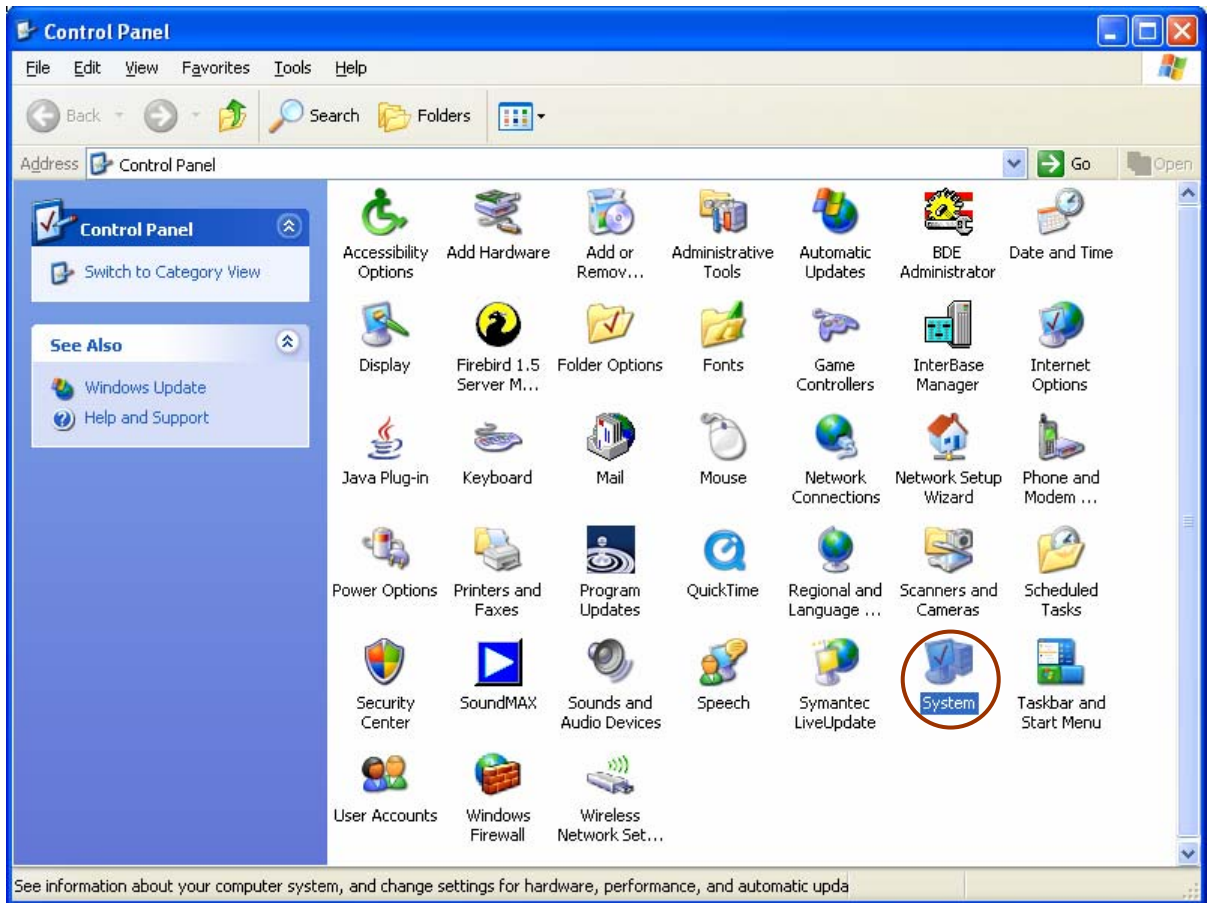 Control Panel
File Edit View Favorites Tools Help
Back Search Folders
Address Control Panel Go Open
Control Panel
Switch to Category View
See Also
Windows Update
Help and Support
Accessibility Options
Add Hardware
Add or Remov...
Administrative Tools
Automatic Updates
BDE Administrator
Date and Time
Display
Firebird 1.5 Server M...
Folder Options
Fonts
Game Controllers
InterBase Manager
Internet Options
Java Plug-in
Keyboard
Mail
Mouse
Network Connections
Network Setup Wizard
Phone and Modem ...
Power Options
Printers and Faxes
Program Updates
QuickTime
Regional and Language ...
Scanners and Cameras
Scheduled Tasks
Security Center
SoundMAX
Sounds and Audio Devices
Speech
Symantec LiveUpdate
System
Taskbar and Start Menu
User Accounts
Windows Firewall
Wireless Network Set...
See information about your computer system, and change settings for hardware, performance, and automatic upda